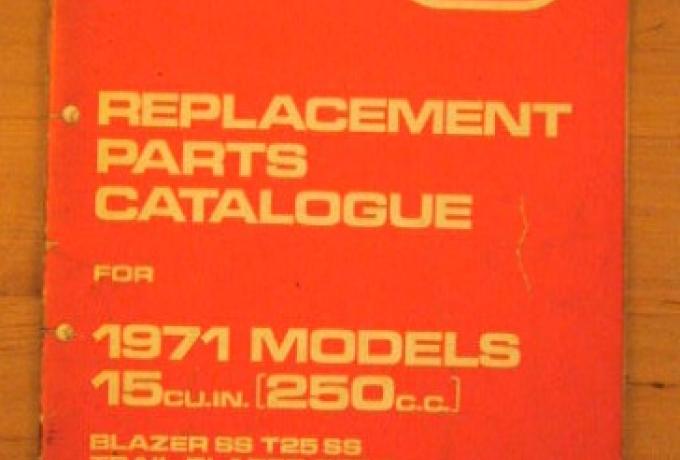 REPLACEMENT
PARTS
CATALOGUE
FOR
1971 MODELS
15CU.IN. [250C.C.]
BLAZER SS T25 SS